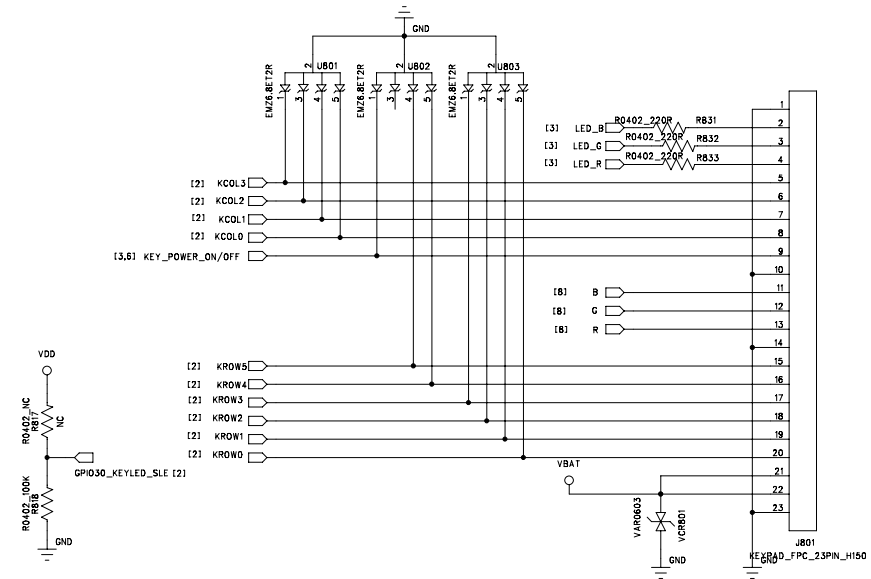 GND
2 U801
2 U802
2 U803
EMZ6.8ET2R
EMZ6.8ET2R
EMZ6.8ET2R
1 3 4 5
1 3 4 5
1 3 4 5
1
[3] LED_B R0402_220R R831 2
[3] LED_G R0402_220R R832 3
[3] LED_R R0402_220R R833 4
[2] KCOL3 5
[2] KCOL2 6
[2] KCOL1 7
[2] KCOL0 8
[3,6] KEY_POWER_ON/OFF 9
10
[8] B 11
[8] G 12
[8] R 13
14
[2] KROW5 15
[2] KROW4 16
[2] KROW3 17
[2] KROW2 18
[2] KROW1 19
[2] KROW0 20
21
22
23
VDD
R0402_NC
R817
NC
GPIO30_KEYLED_SLE [2]
R0402_100K
R818
GND
VBAT
VAR0603
VCR801
GND
GND
J801
KEYPAD_FPC_23PIN_H150